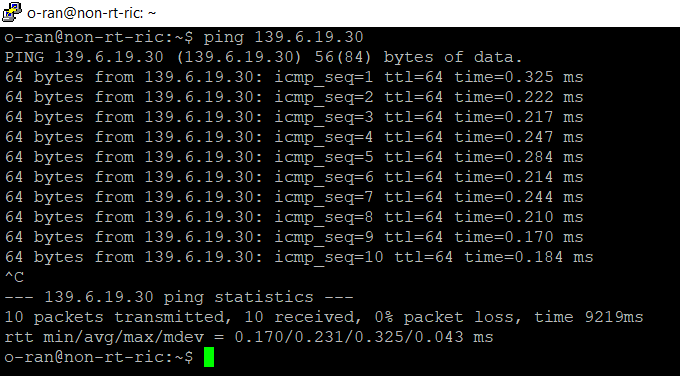 o-ran@non-rt-ric: ~
o-ran@non-rt-ric:~$ ping 139.6.19.30
PING 139.6.19.30 (139.6.19.30) 56(84) bytes of data.
64 bytes from 139.6.19.30: icmp_seq=1 ttl=64 time=0.325 ms
64 bytes from 139.6.19.30: icmp_seq=2 ttl=64 time=0.222 ms
64 bytes from 139.6.19.30: icmp_seq=3 ttl=64 time=0.217 ms
64 bytes from 139.6.19.30: icmp_seq=4 ttl=64 time=0.247 ms
64 bytes from 139.6.19.30: icmp_seq=5 ttl=64 time=0.284 ms
64 bytes from 139.6.19.30: icmp_seq=6 ttl=64 time=0.214 ms
64 bytes from 139.6.19.30: icmp_seq=7 ttl=64 time=0.244 ms
64 bytes from 139.6.19.30: icmp_seq=8 ttl=64 time=0.210 ms
64 bytes from 139.6.19.30: icmp_seq=9 ttl=64 time=0.170 ms
64 bytes from 139.6.19.30: icmp_seq=10 ttl=64 time=0.184 ms
^C
--- 139.6.19.30 ping statistics ---
10 packets transmitted, 10 received, 0% packet loss, time 9219ms
rtt min/avg/max/mdev = 0.170/0.231/0.325/0.043 ms
o-ran@non-rt-ric:~$